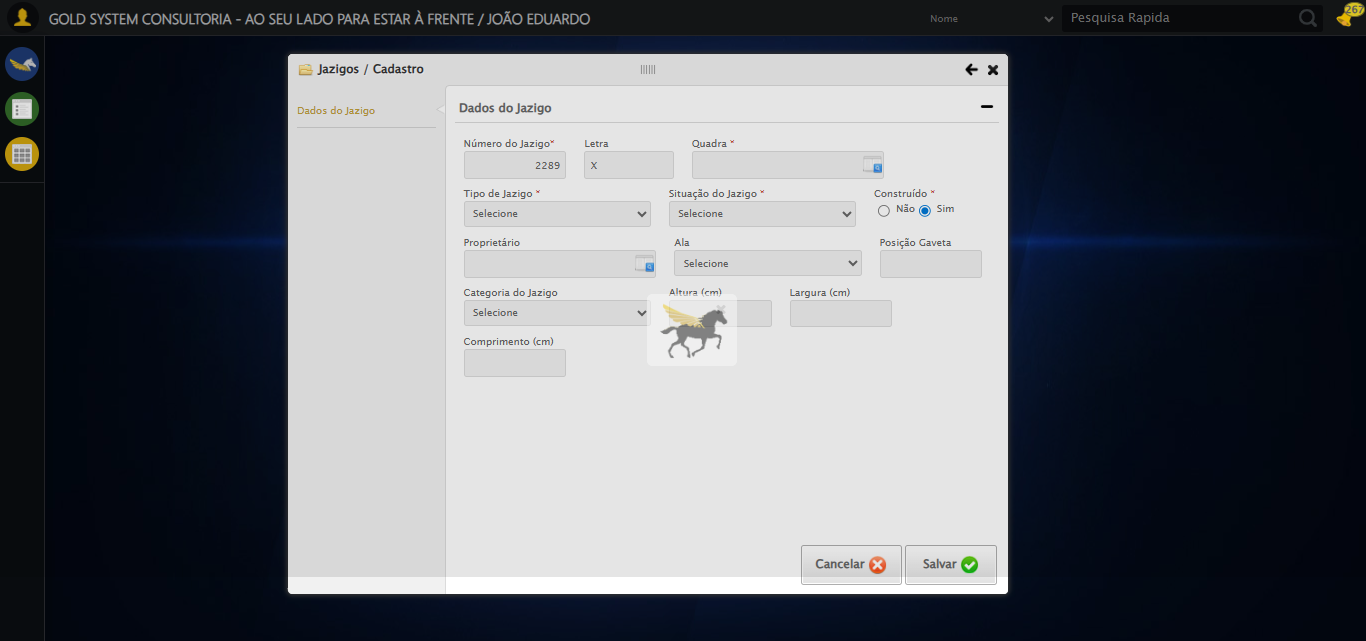 GOLD SYSTEM CONSULTORIA - AO SEU LADO PARA ESTAR À FRENTE / JOÃO EDUARDO
Nome
Pesquisa Rapida
267
Jazigos / Cadastro
Dados do Jazigo
Dados do Jazigo
Número do Jazigo*
Letra
Quadra *
2289
X
Tipo de Jazigo *
Situação do Jazigo *
Construído *
Selecione
Selecione
Não
Sim
Proprietário
Ala
Posição Gaveta
Selecione
Categoria do Jazigo
Altura (cm)
Largura (cm)
Selecione
Comprimento (cm)
Cancelar
Salvar